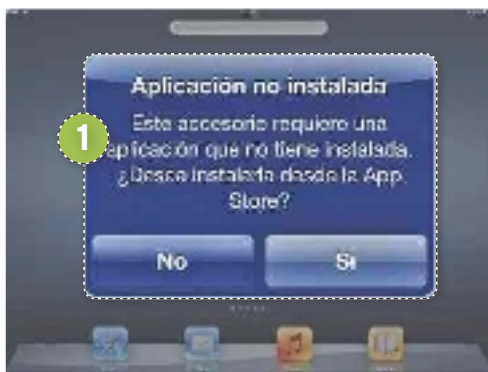 Aplicación no instalada
1
Este accesorio requiere una
aplicación que no tiene instalada.
¿Desea instalarla desde la App
Store?
No
Sí